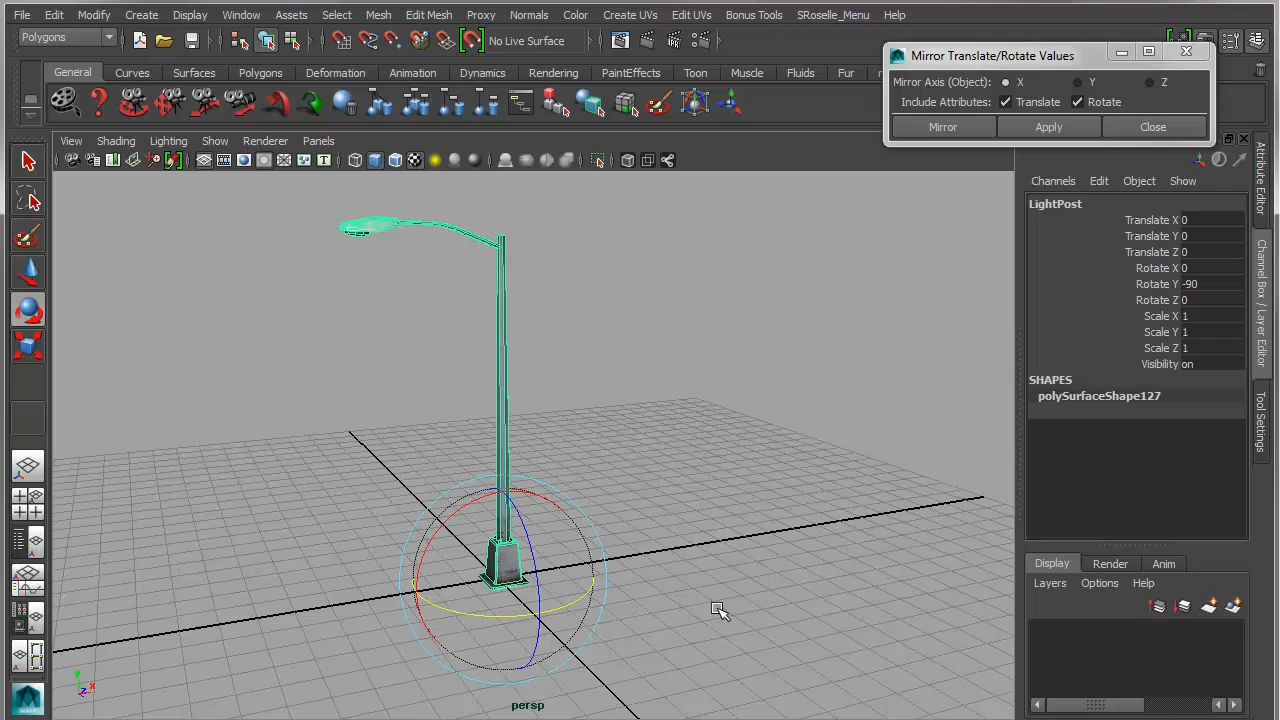 File Edit Modify Create Display Window Assets Select Mesh Edit Mesh Proxy Normals Color Create UVs Edit UVs Bonus Tools SRoselle_Menu Help
Polygons
No Live Surface
General Curves Surfaces Polygons Deformation Animation Dynamics Rendering PaintEffects Toon Muscle Fluids Fur
Mirror Translate/Rotate Values
Mirror Axis (Object): X Y Z
Include Attributes: Translate Rotate
Mirror Apply Close
View Shading Lighting Show Renderer Panels
Channels Edit Object Show
LightPost
Translate X 0
Translate Y 0
Translate Z 0
Rotate X 0
Rotate Y -90
Rotate Z 0
Scale X 1
Scale Y 1
Scale Z 1
Visibility on
SHAPES
polySurfaceShape127
Attribute Editor
Channel Box / Layer Editor
Tool Settings
Display Render Anim
Layers Options Help
y
x
z
persp